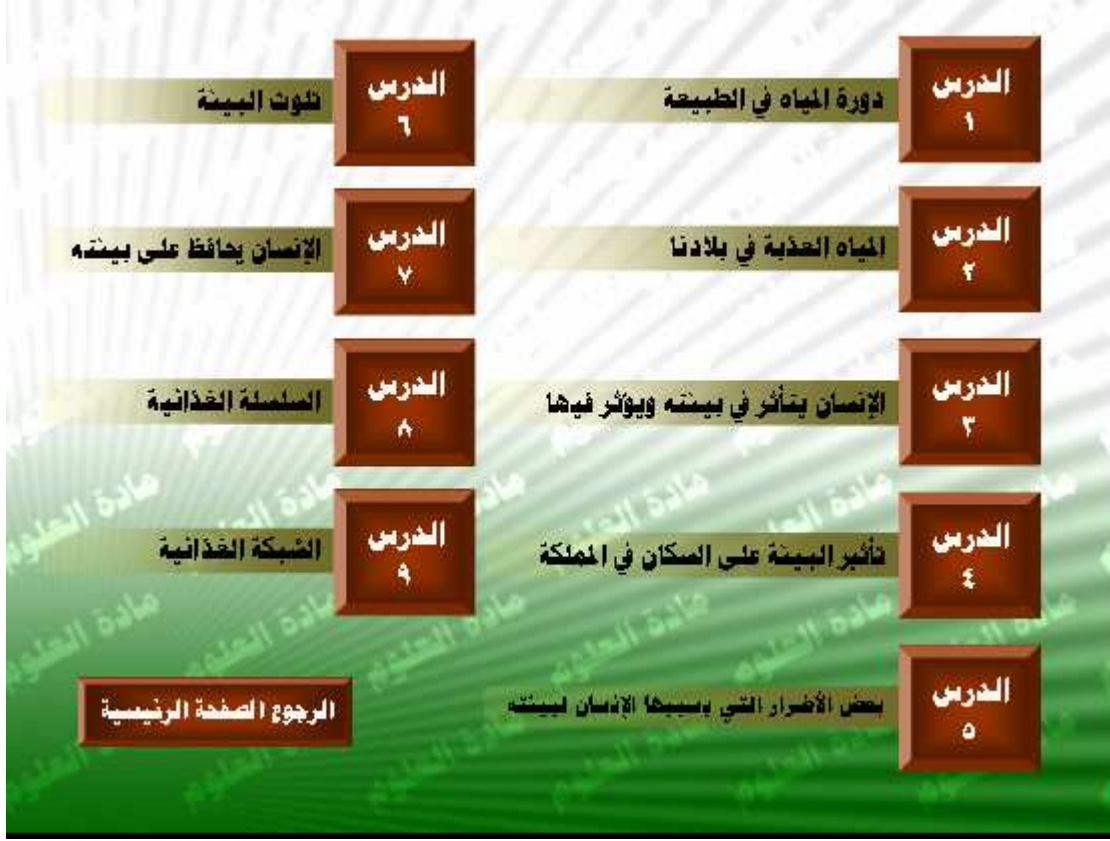 الدرس
١
دورة المياه في الطبيعة
الدرس
٢
المياه العذبة في بلادنا
الدرس
٣
الإنسان يتأثر في بيئته ويؤثر فيها
الدرس
٤
تأثير البيئة على السكان في المملكة
الدرس
٥
بعض الأضرار التي يسببها الإنسان لبيئته
الدرس
٦
تلوث البيئة
الدرس
٧
الإنسان يحافظ على بيئته
الدرس
٨
السلسلة الغذائية
الدرس
٩
الشبكة الغذائية
الرجوع الصفحة الرئيسية
مادة العلوم